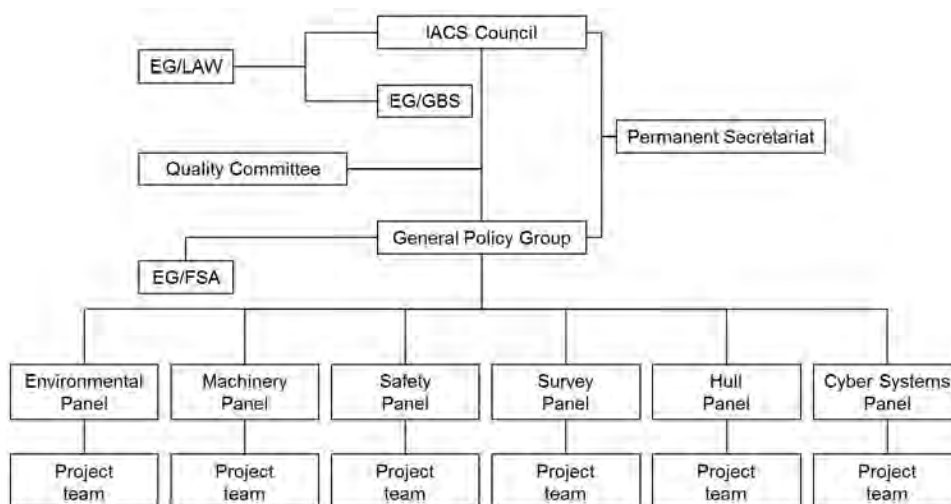 IACS Council
EG/LAW
EG/GBS
Permanent Secretariat
Quality Committee
General Policy Group
EG/FSA
Environmental
Panel
Machinery
Panel
Safety
Panel
Survey
Panel
Hull
Panel
Cyber Systems
Panel
Project
team
Project
team
Project
team
Project
team
Project
team
Project
team